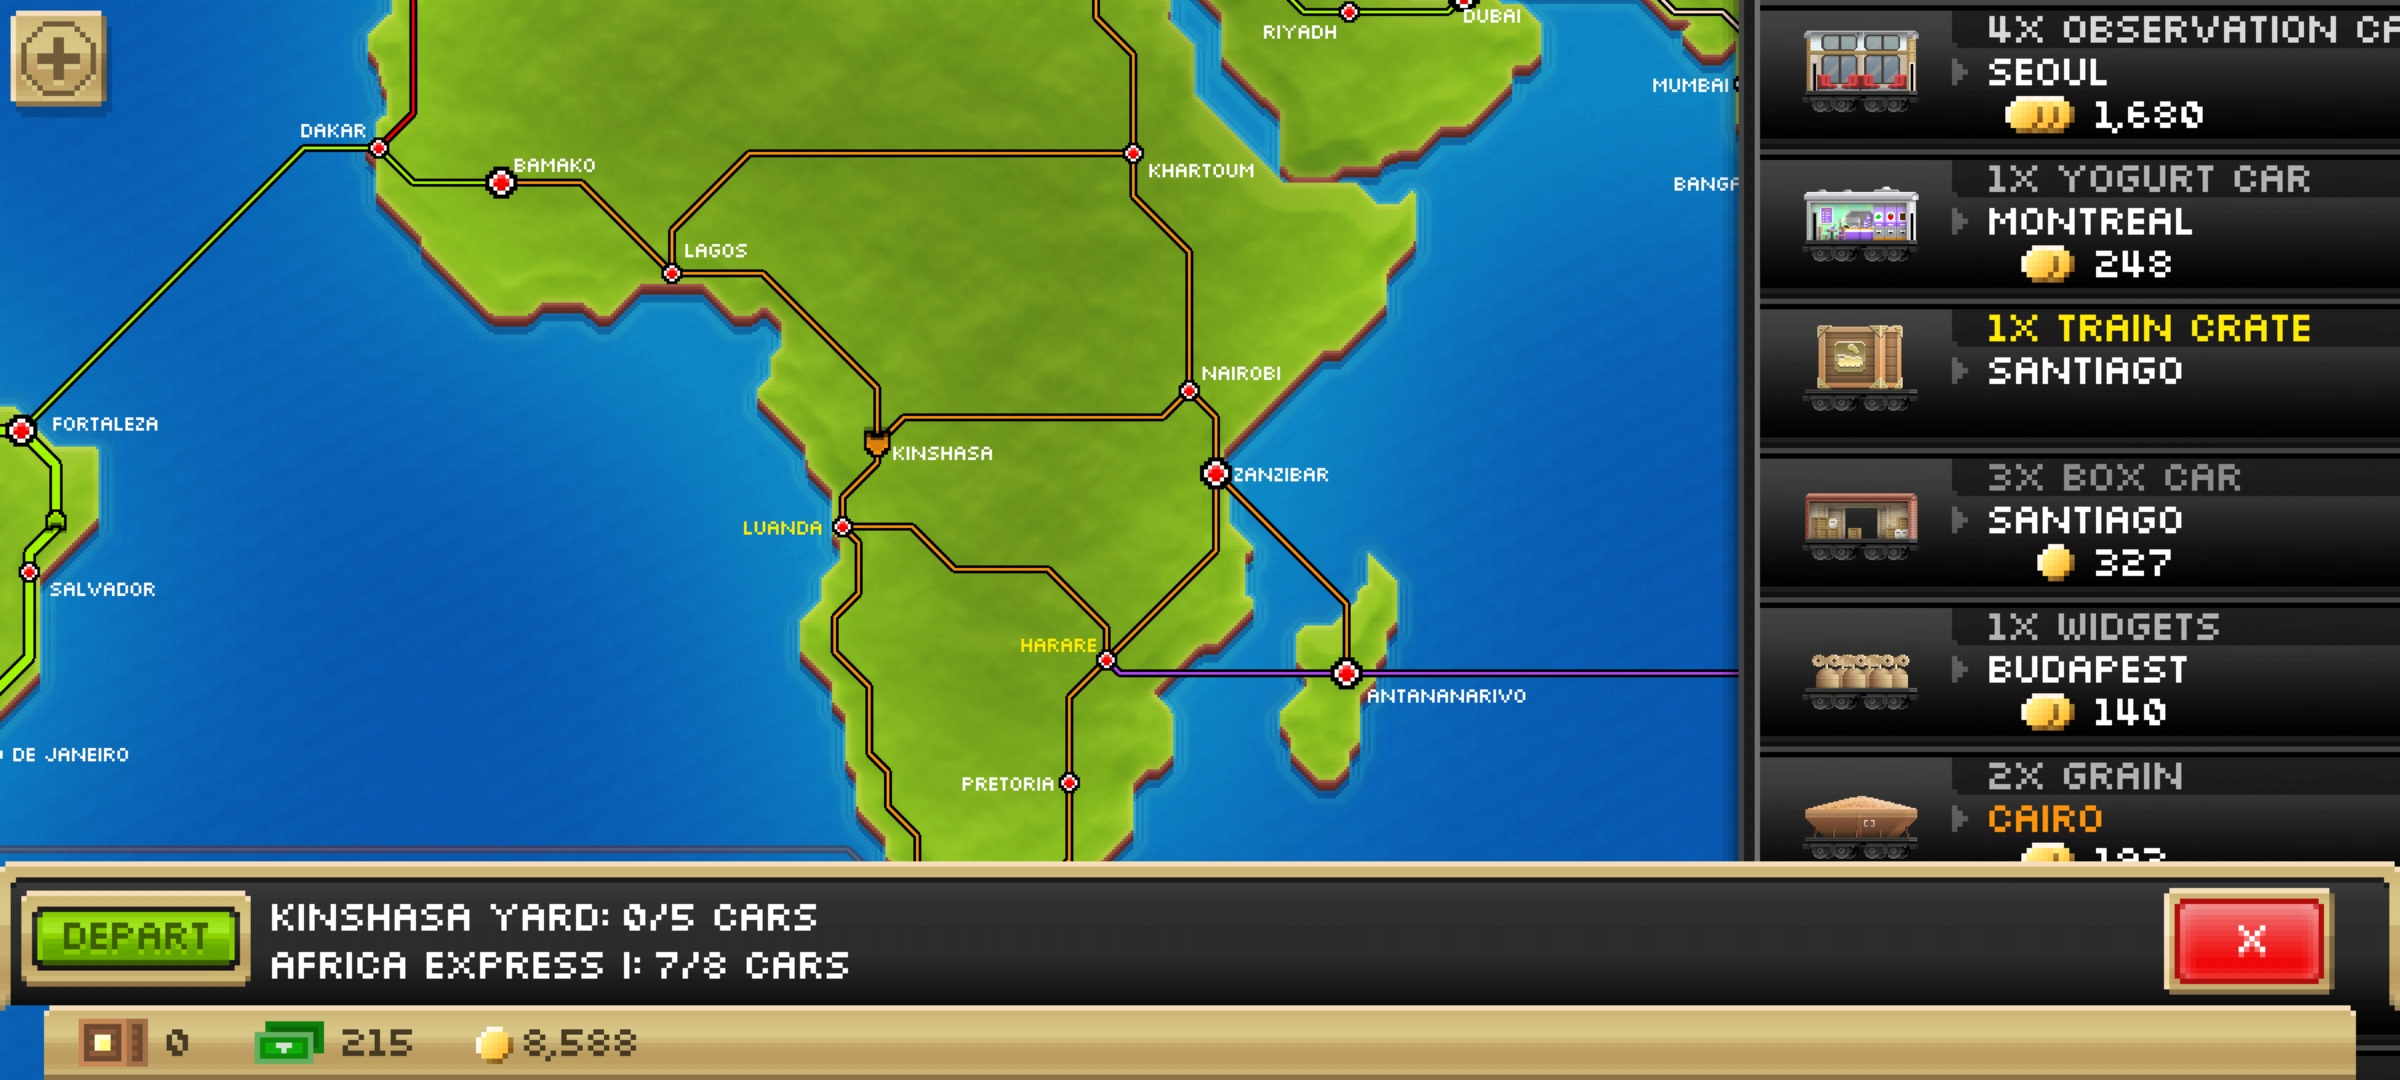 RIYADH
DUBAI
MUMBAI
DAKAR
BAMAKO
KHARTOUM
LAGOS
NAIROBI
FORTALEZA
KINSHASA
ZANZIBAR
LUANDA
SALVADOR
HARARE
ANTANANARIVO
DE JANEIRO
PRETORIA
4X OBSERVATION
SEOUL
1,680
1X YOGURT CAR
MONTREAL
248
1X TRAIN CRATE
SANTIAGO
3X BOX CAR
SANTIAGO
327
1X WIDGETS
BUDAPEST
140
2X GRAIN
CAIRO
DEPART
KINSHASA YARD: 0/5 CARS
AFRICA EXPRESS I: 7/8 CARS
X
0
215
8,588